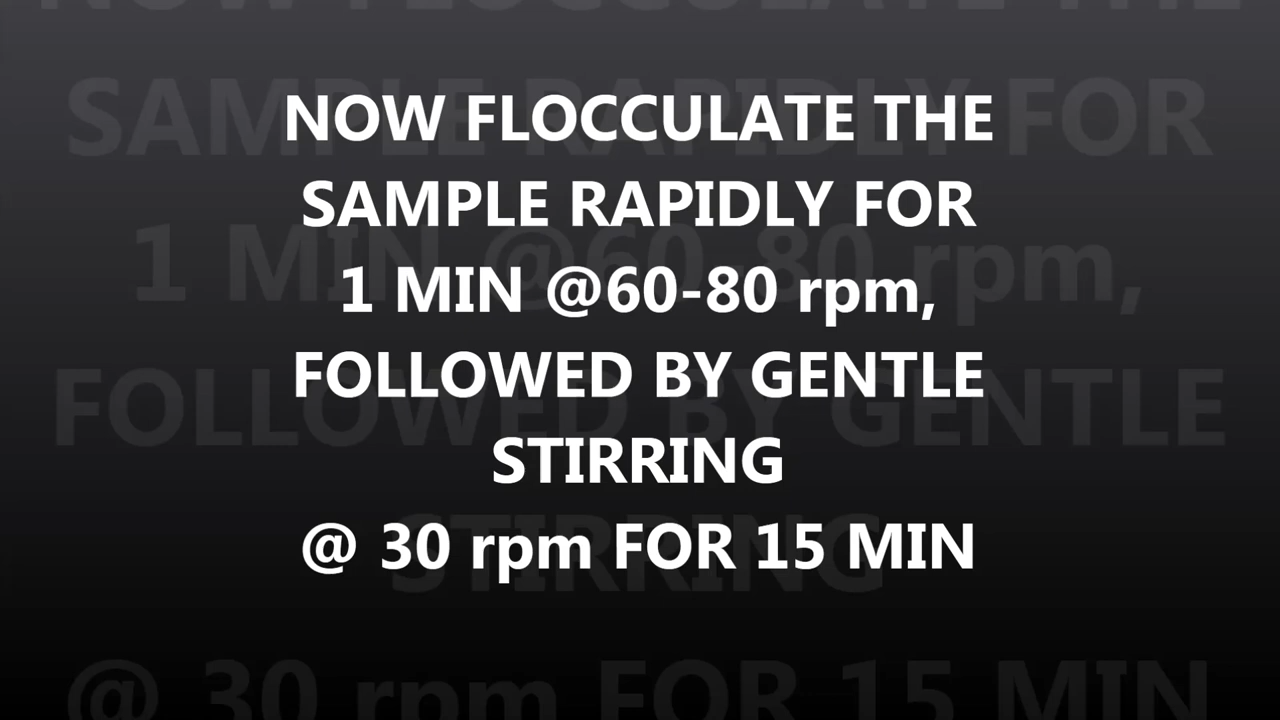 NOW FLOCCULATE THE
SAMPLE RAPIDLY FOR
1 MIN @60-80 rpm,
FOLLOWED BY GENTLE
STIRRING
@ 30 rpm FOR 15 MIN